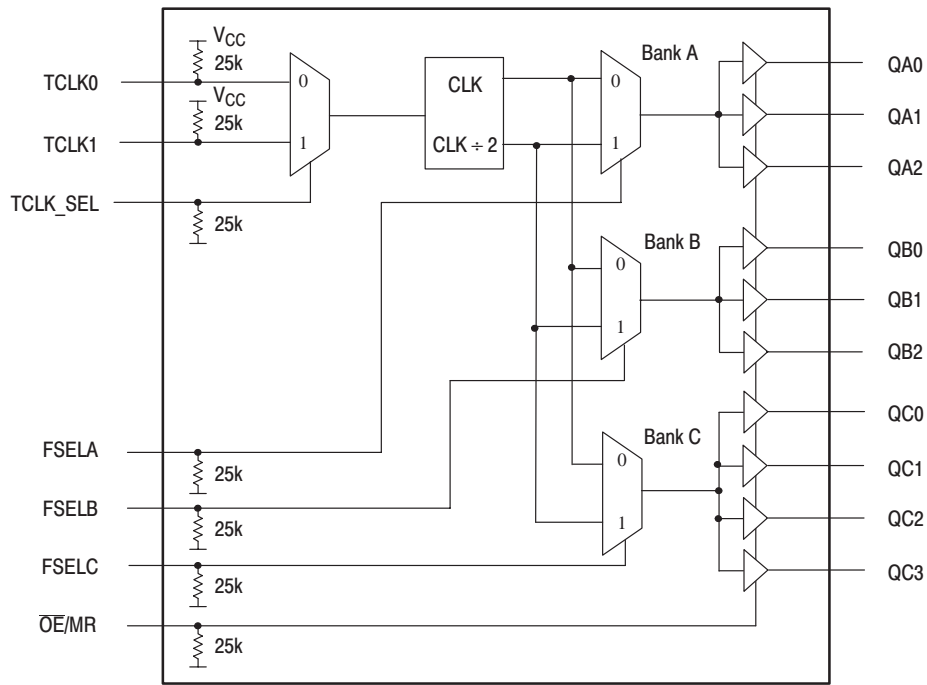 V_CC
25k
TCLK0
V_CC
25k
TCLK1
TCLK_SEL
25k
0
1
CLK
CLK ÷ 2
0
1
Bank A
QA0
QA1
QA2
Bank B
0
1
QB0
QB1
QB2
Bank C
0
1
QC0
QC1
QC2
QC3
FSELA
25k
FSELB
25k
FSELC
25k
O̅E̅/MR
25k